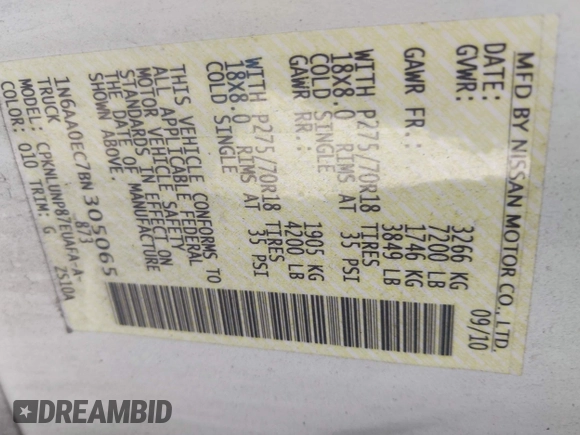 MFD BY NISSAN MOTOR CO., LTD.
DATE: 09/10
GVWR: 3266 KG
7200 LB
GAWR FR: 1746 KG
3849 LB
WITH P275/70R18 TIRES
18X8.0 RIMS AT 35 PSI
COLD SINGLE
GAWR RR: 1905 KG
4200 LB
WITH P275/70R18 TIRES
18X8.0 RIMS AT 35 PSI
COLD SINGLE
THIS VEHICLE CONFORMS TO
ALL APPLICABLE FEDERAL
MOTOR VEHICLE SAFETY
STANDARDS IN EFFECT ON
THE DATE OF MANUFACTURE
SHOWN ABOVE.
1N6AA0EC7BN305065
TRUCK 873
MODEL: CPKNLUNP87EUAFA-A-
COLOR: 010 TRIM: G ZS10A
DREAMBID